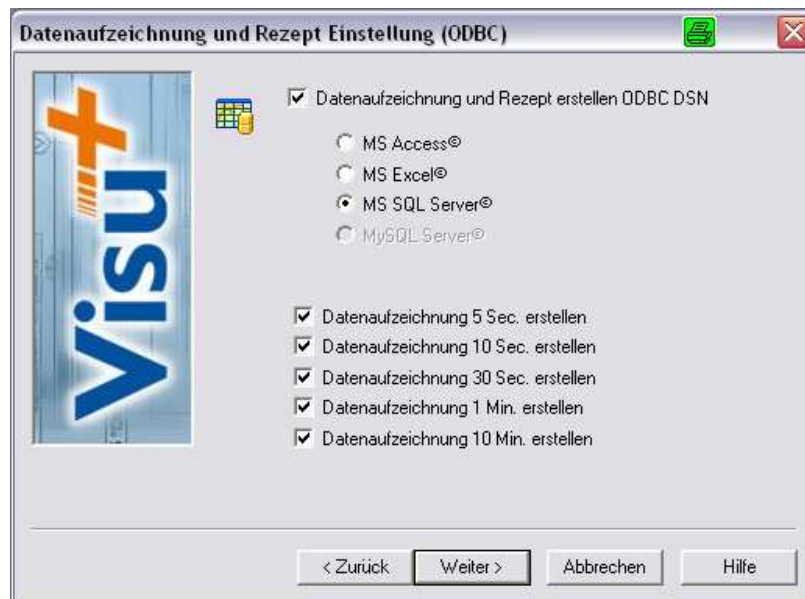 Datenaufzeichnung und Rezept Einstellung (ODBC)
Visu+
Datenaufzeichnung und Rezept erstellen ODBC DSN
MS Access©
MS Excel©
MS SQL Server©
MySQL Server©
Datenaufzeichnung 5 Sec. erstellen
Datenaufzeichnung 10 Sec. erstellen
Datenaufzeichnung 30 Sec. erstellen
Datenaufzeichnung 1 Min. erstellen
Datenaufzeichnung 10 Min. erstellen
< Zurück Weiter > Abbrechen Hilfe